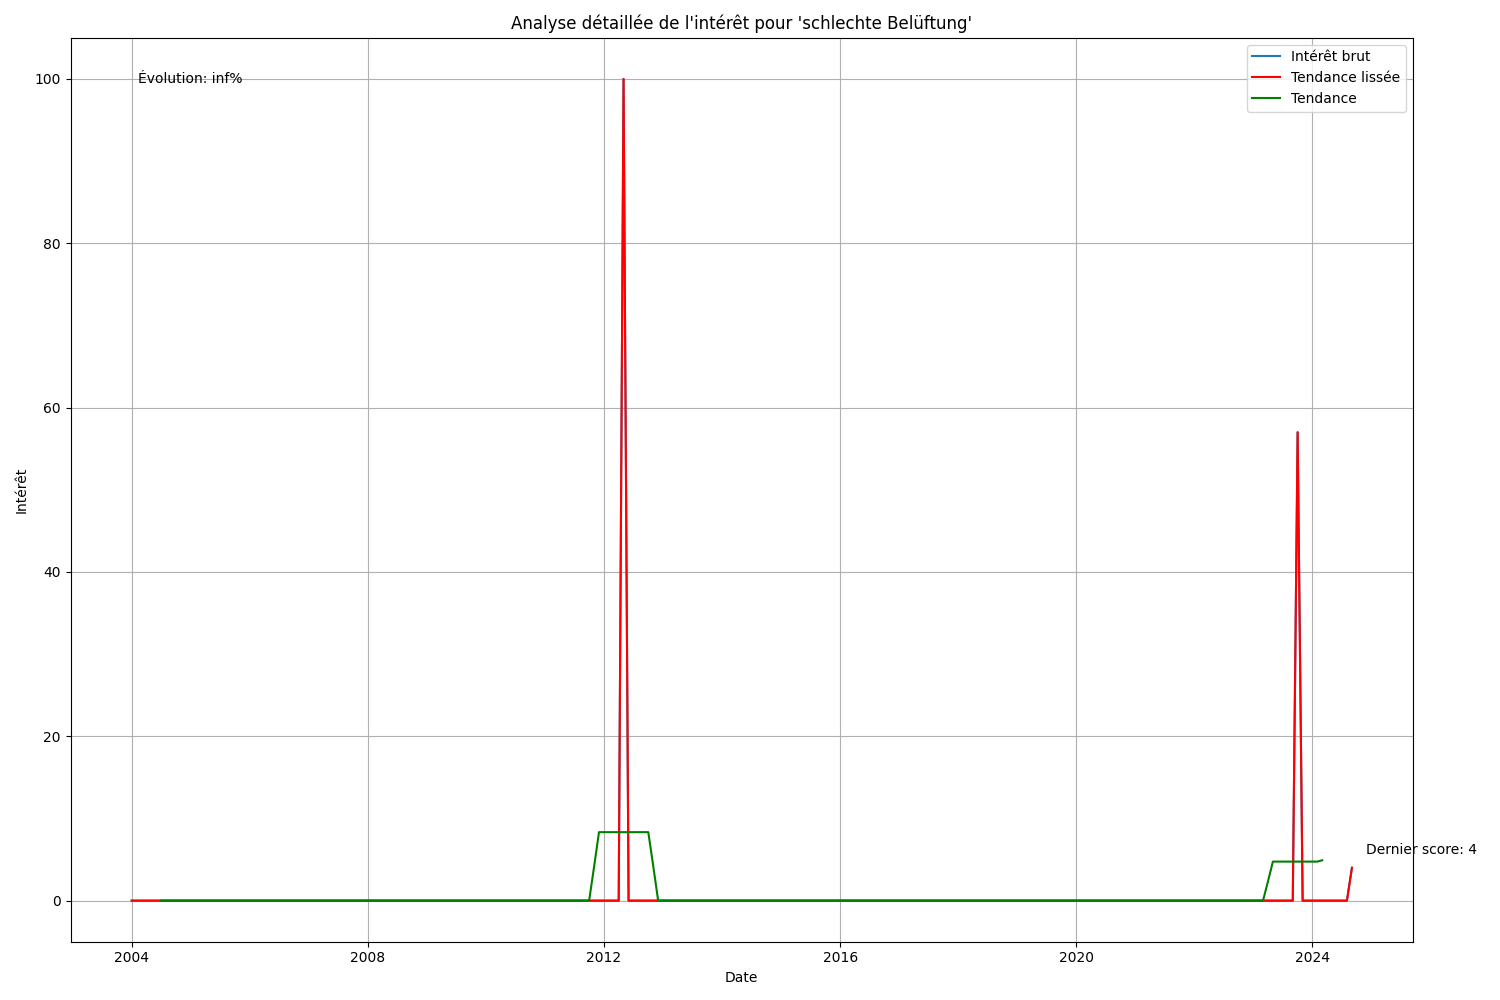 Analyse détaillée de l'intérêt pour 'schlechte Belüftung'
Évolution: inf%
Intérêt brut
Tendance lissée
Tendance
100
80
60
40
20
0
Intérêt
Dernier score: 4
2004 2008 2012 2016 2020 2024
Date